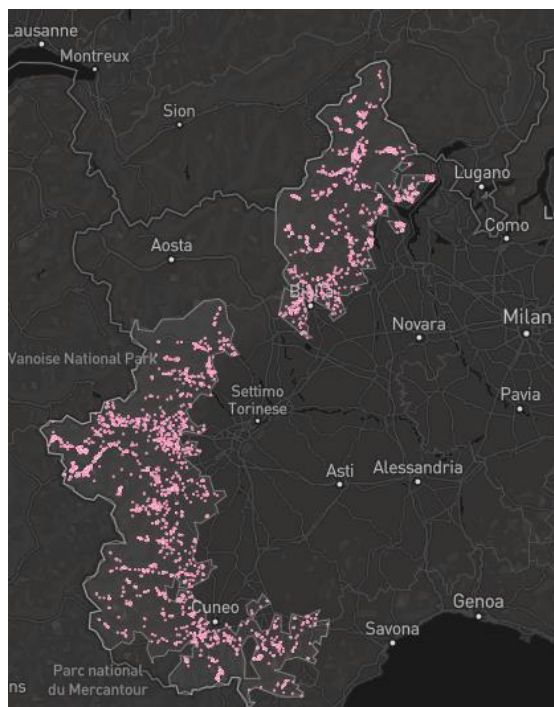 Lausanne
Montreux
Sion
Lugano
Como
Aosta
Novara
Milan
Vanoise National Park
Settimo
Torinese
Pavia
Asti
Alessandria
Cuneo
Genoa
Savona
Parc national
du Mercantour
ns